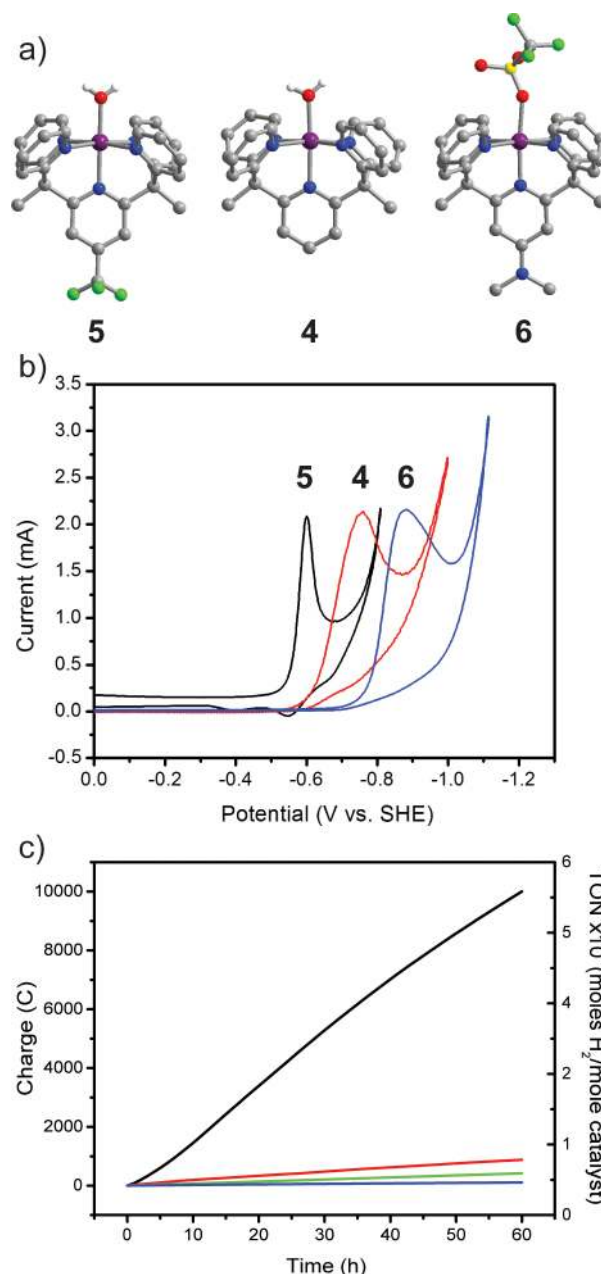 a)
5 4 6
b)
3.5
3.0
2.5
2.0
1.5
1.0
0.5
0.0
-0.5
Current (mA)
5 4 6
0.0 -0.2 -0.4 -0.6 -0.8 -1.0 -1.2
Potential (V vs. SHE)
c)
10000
8000
6000
4000
2000
0
Charge (C)
6
5
4
2
1
0
TON x10 (moles H2/mole catalyst)
0 10 20 30 40 50 60
Time (h)